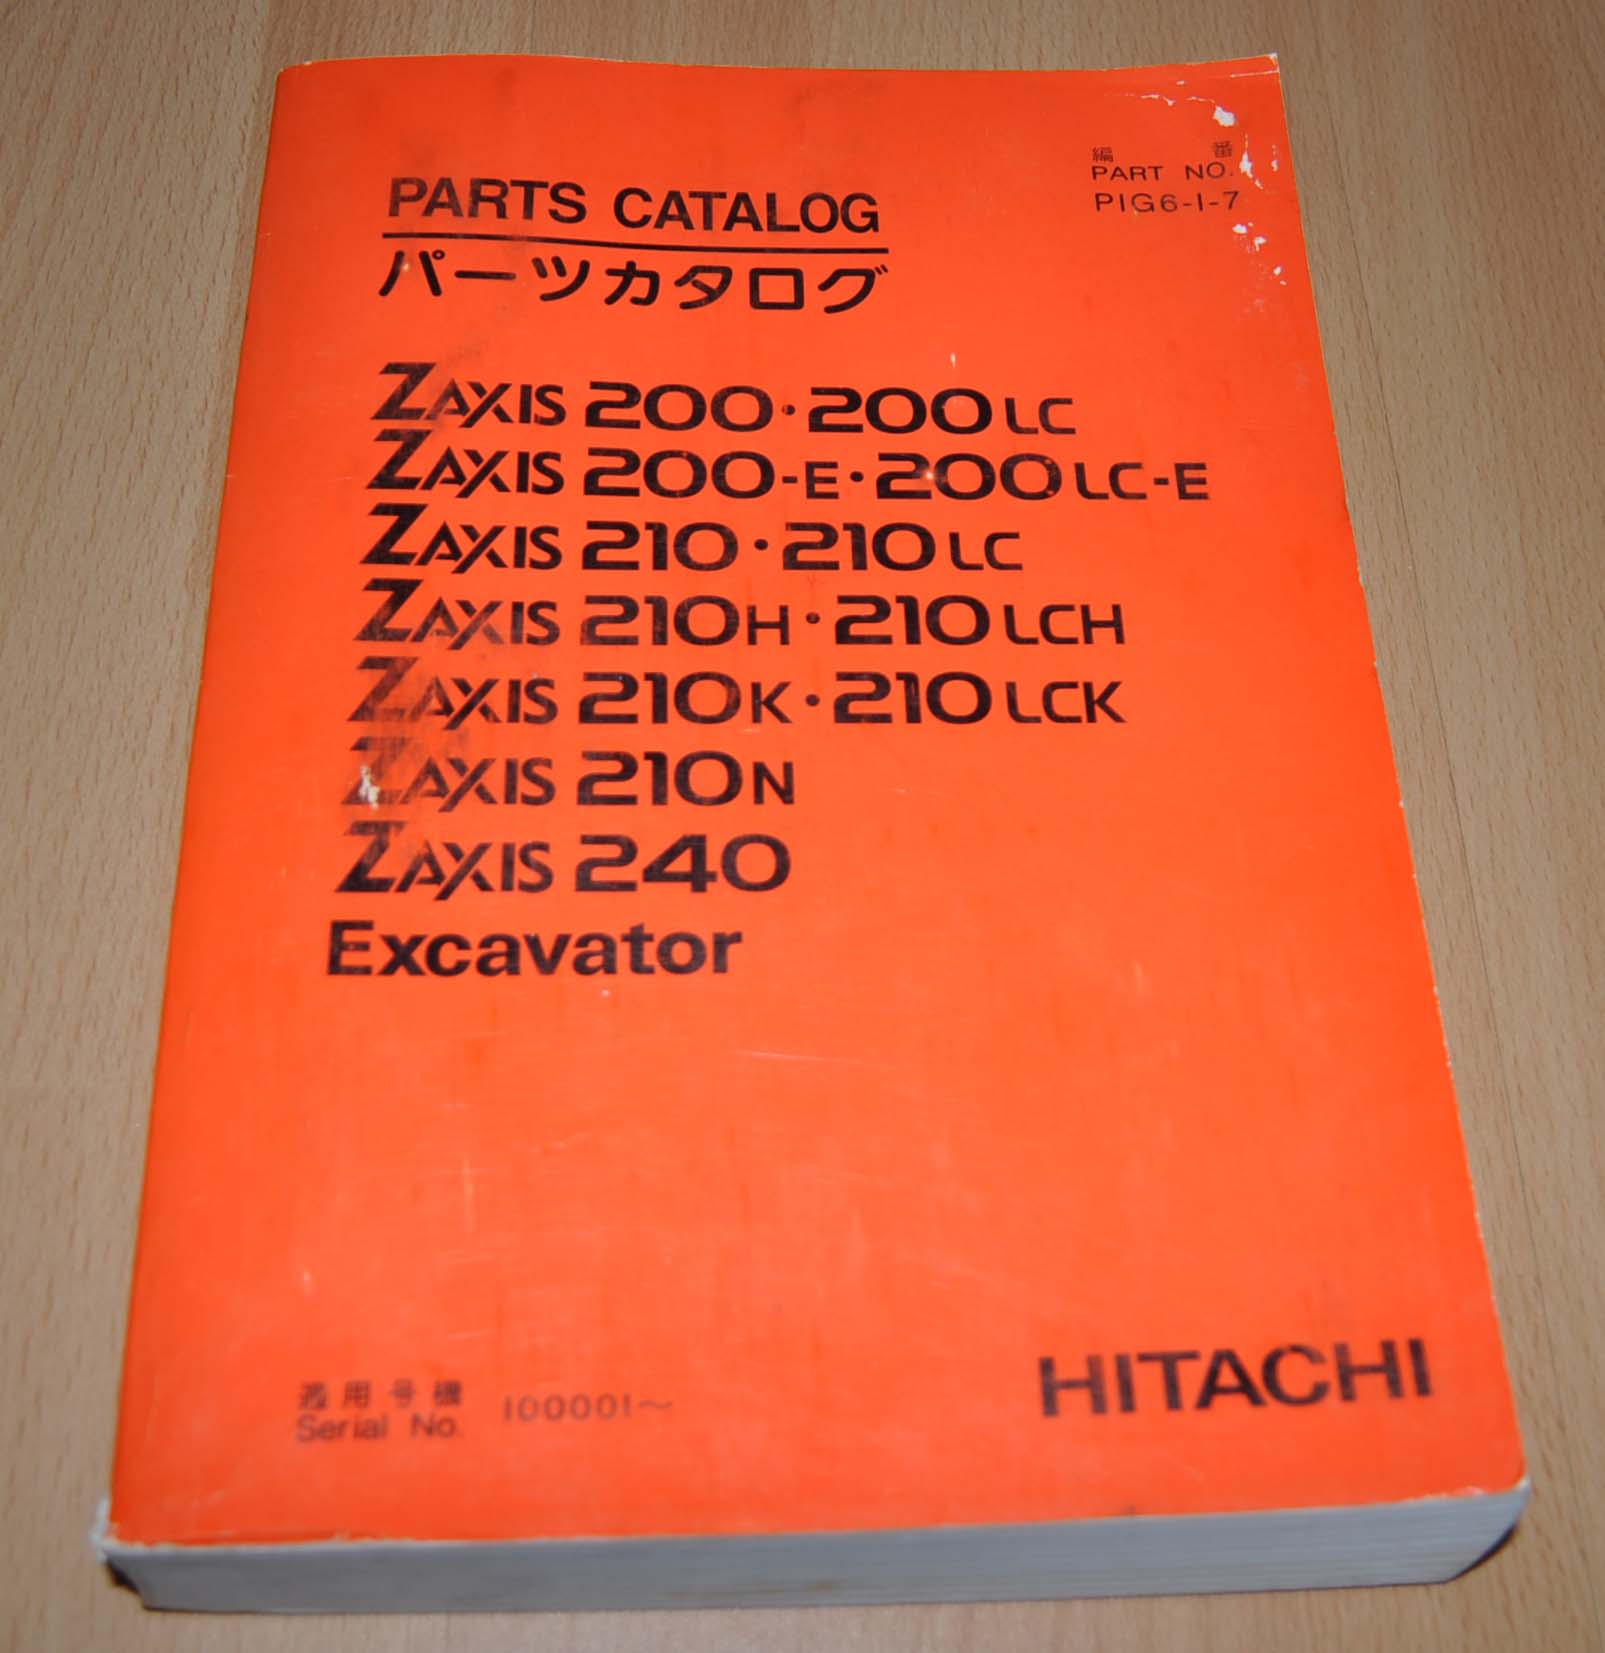 編 番
PART NO.
P1G6-1-7
PARTS CATALOG
パーツカタログ
ZAXIS 200・200LC
ZAXIS 200-E・200LC-E
ZAXIS 210・210LC
ZAXIS 210H・210LCH
ZAXIS 210K・210LCK
ZAXIS 210N
ZAXIS 240
Excavator
適用号機
Serial No. 100001～
HITACHI